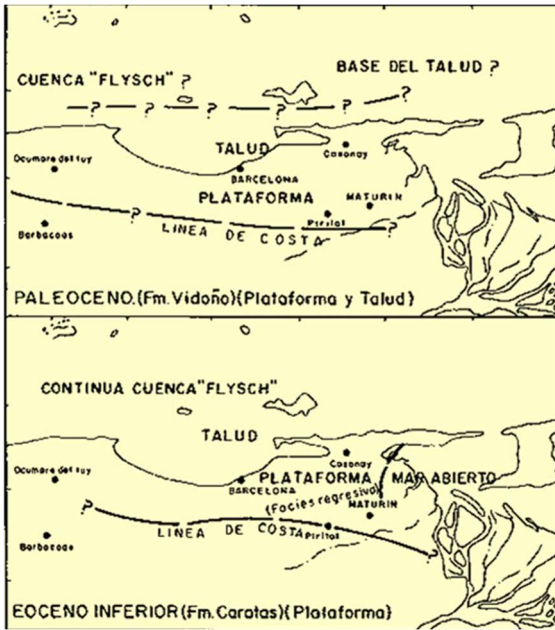 CUENCA "FLYSCH" ?
BASE DEL TALUD ?
? ? ? ? ? ?
TALUD
Casanay
Ocumare del tuy
BARCELONA
PLATAFORMA
MATURIN
Pirital
Barbacoas
? LINEA DE COSTA ?
PALEOCENO.(Fm. Vidoño)(Plataforma y Talud)
CONTINUA CUENCA "FLYSCH"
TALUD
Casanay
Ocumare del tuy
PLATAFORMA MAR ABIERTO
BARCELONA
(Facies regresiva)
MATURIN
?
LINEA DE COSTA
Pirital
Barbacoas
?
EOCENO INFERIOR(Fm. Caratas)(Plataforma)